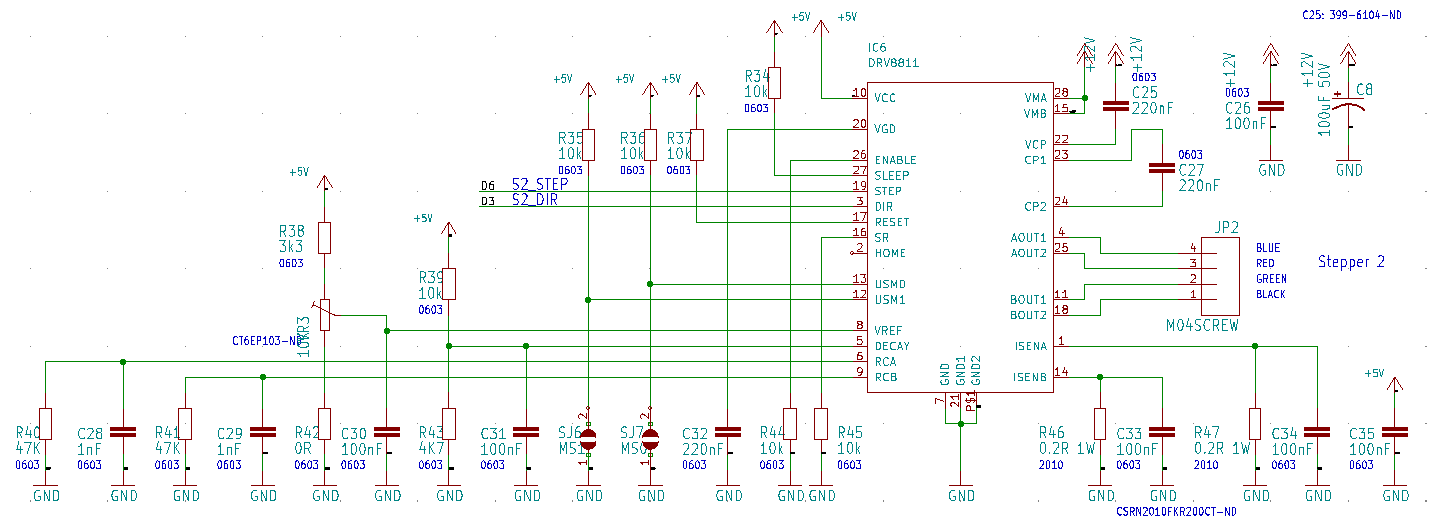 C25: 399-6104-ND
+5V
+5V
IC6
DRV8811
+12V
+12V
+12V
+12V
+5V
+5V
+5V
R34
10k
0603
R35
10k
0603
R36
10k
0603
R37
10k
0603
10 VCC
20 VGD
26 ENABLE
27 SLEEP
19 STEP
3 DIR
17 RESET
16 SR
2 HOME
13 USM0
12 USM1
8 VREF
5 DECAY
6 RCA
9 RCB
VMA 28
VMB 15
VCP 22
CP1 23
CP2 24
AOUT1 4
AOUT2 25
BOUT1 11
BOUT2 18
ISENA 1
ISENB 14
GND 7
GND1 21
GND2 P$1
0603
C25
220nF
0603
C26
100nF
GND
C8
100uF 50V
GND
0603
C27
220nF
D6 S2_STEP
D3 S2_DIR
JP2
4
3
2
1
M04SCREW
BLUE
RED
GREEN
BLACK
Stepper 2
+5V
R38
3k3
0603
+5V
R39
10k
0603
CT6EP103-ND
10K
R3
+5V
R40
47K
0603
GND
C28
1nF
0603
GND
R41
47K
0603
GND
C29
1nF
0603
GND
R42
0R
0603
GND
C30
100nF
0603
GND
R43
4K7
0603
GND
C31
100nF
0603
GND
SJ6
MS1
2
1
GND
SJ7
MS0
2
1
GND
C32
220nF
0603
GND
R44
10k
0603
GND
R45
10k
0603
GND
GND
R46
0.2R 1W
2010
GND
C33
100nF
0603
GND
R47
0.2R 1W
2010
GND
C34
100nF
0603
GND
C35
100nF
0603
GND
CSRN2010FKR200CT-ND